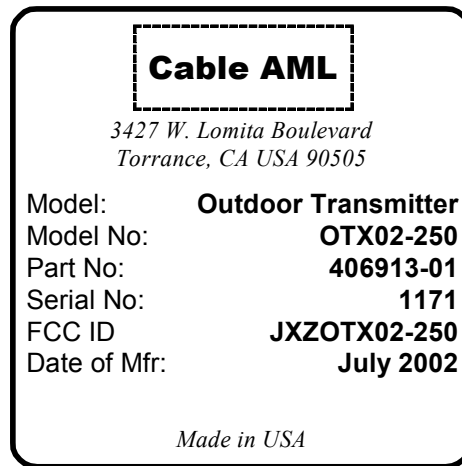 Cable AML
3427 W. Lomita Boulevard
Torrance, CA USA 90505
Model: Outdoor Transmitter
Model No: OTX02-250
Part No: 406913-01
Serial No: 1171
FCC ID JXZOTX02-250
Date of Mfr: July 2002
Made in USA